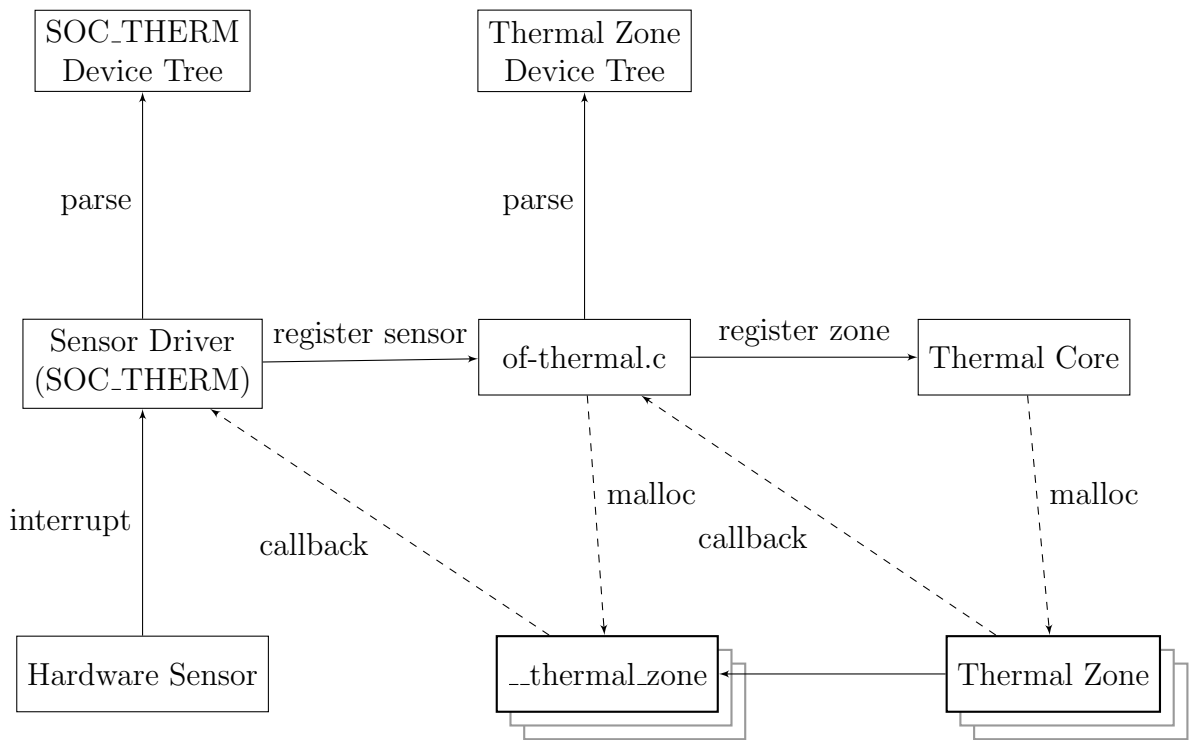 SOC_THERM
Device Tree
Thermal Zone
Device Tree
parse
parse
Sensor Driver
(SOC_THERM)
register sensor
of-thermal.c
register zone
Thermal Core
interrupt
callback
malloc
callback
malloc
Hardware Sensor
__thermal_zone
Thermal Zone